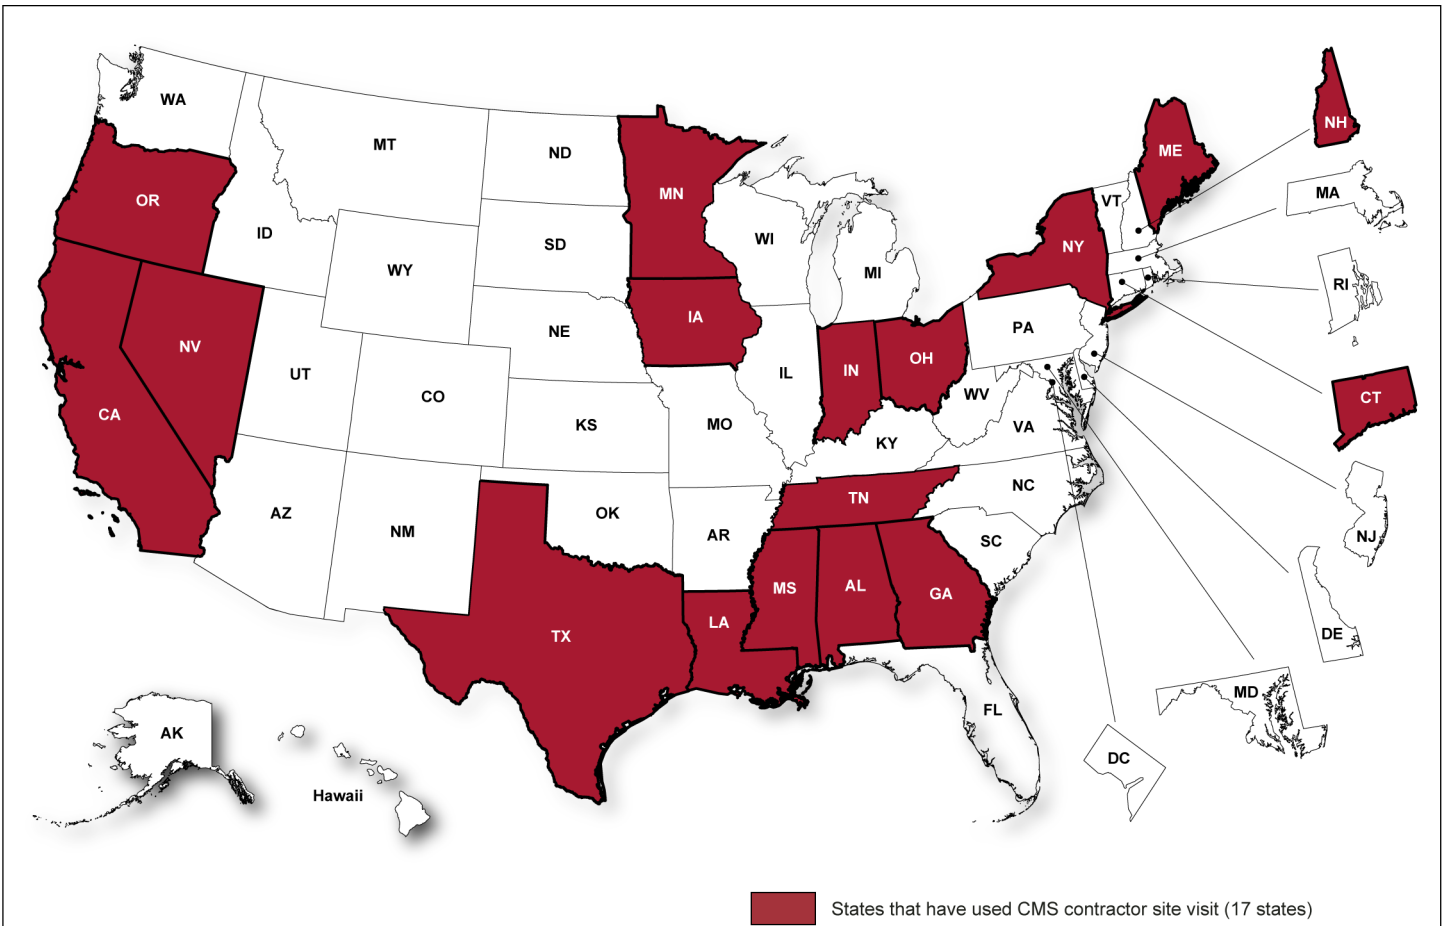 WA
MT
ND
MN
OR
ID
SD
WI
MI
WY
NV
CA
UT
CO
NE
IA
KS
MO
IL
IN
OH
PA
NY
VT
ME
NH
MA
RI
CT
NJ
DE
MD
DC
WV
VA
KY
NC
TN
SC
AZ
NM
OK
AR
TX
LA
MS
AL
GA
FL
AK
Hawaii
States that have used CMS contractor site visit (17 states)